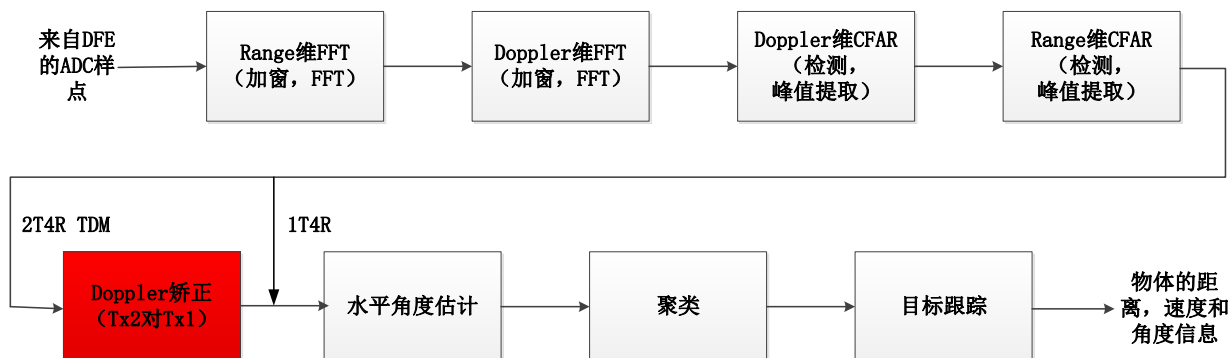 来自DFE
的ADC样
点
Range维FFT
（加窗，FFT）
Doppler维FFT
（加窗，FFT）
Doppler维CFAR
（检测，
峰值提取）
Range维CFAR
（检测，
峰值提取）
2T4R TDM
1T4R
Doppler矫正
（Tx2对Tx1）
水平角度估计
聚类
目标跟踪
物体的距
离，速度和
角度信息